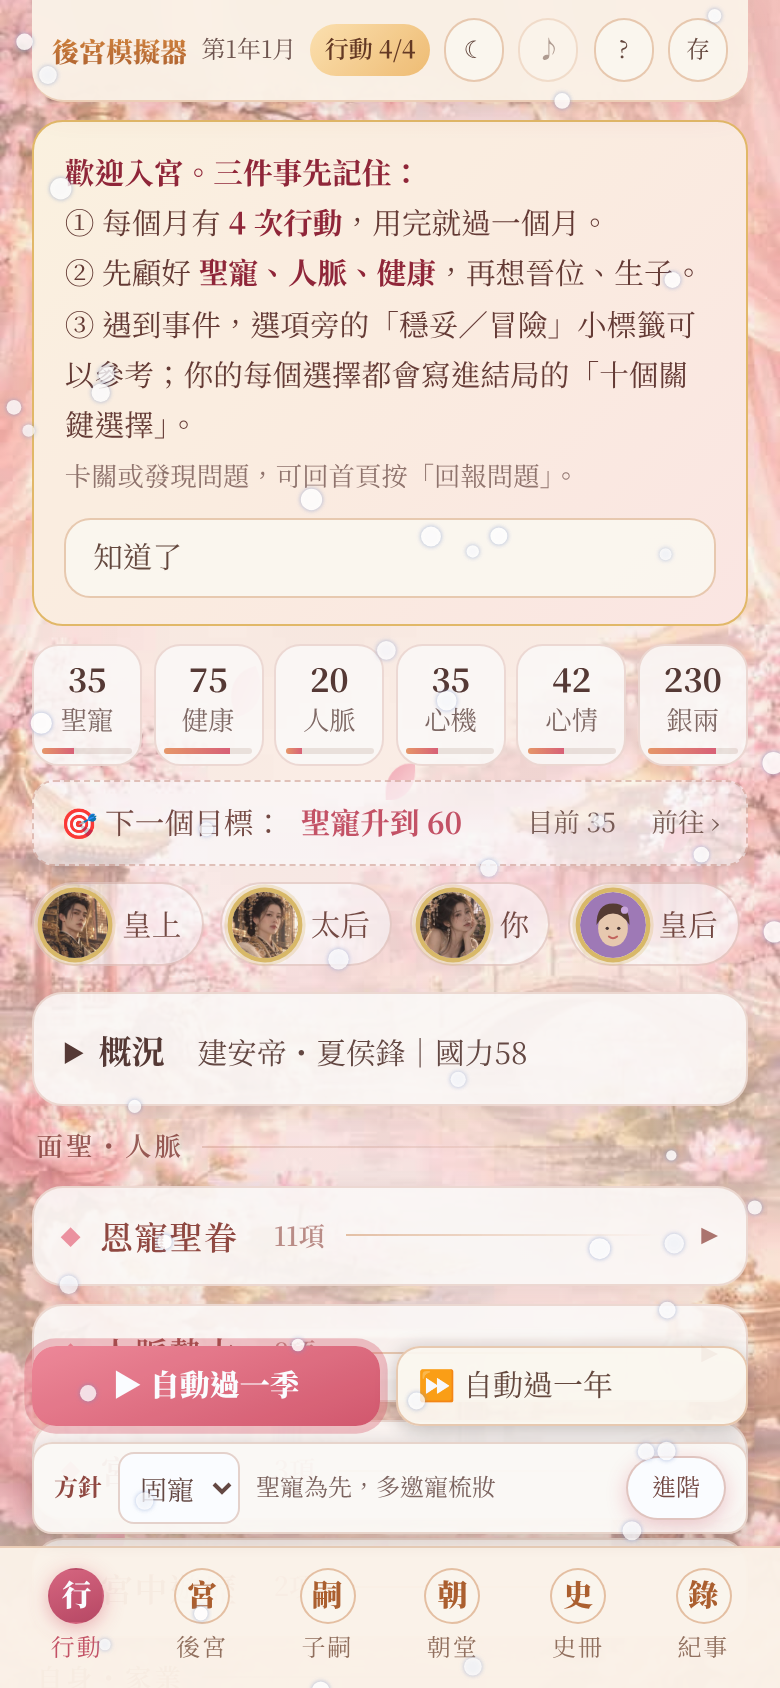 後宮模擬器 第1年1月 行動 4/4 ☾ ♪ ? 存
歡迎入宮。三件事先記住：
① 每個月有 4 次行動，用完就過一個月。
② 先顧好 聖寵、人脈、健康，再想晉位、生子。
③ 遇到事件，選項旁的「穩妥／冒險」小標籤可
以參考；你的每個選擇都會寫進結局的「十個關
鍵選擇」。
卡關或發現問題，可回首頁按「回報問題」。
知道了
35 75 20 35 42 230
聖寵 健康 人脈 心機 心情 銀兩
🎯 下一個目標： 聖寵升到 60 目前 35 前往 ›
皇上 太后 你 皇后
▶ 概況 建安帝・夏侯鋒｜國力58
面聖・人脈
◆ 恩寵聖眷 11項 ▶
▶ 自動過一季 ⏩ 自動過一年
方針 固寵 聖寵為先，多邀寵梳妝 進階
行 宮 嗣 朝 史 錄
行動 後宮 子嗣 朝堂 史冊 紀事